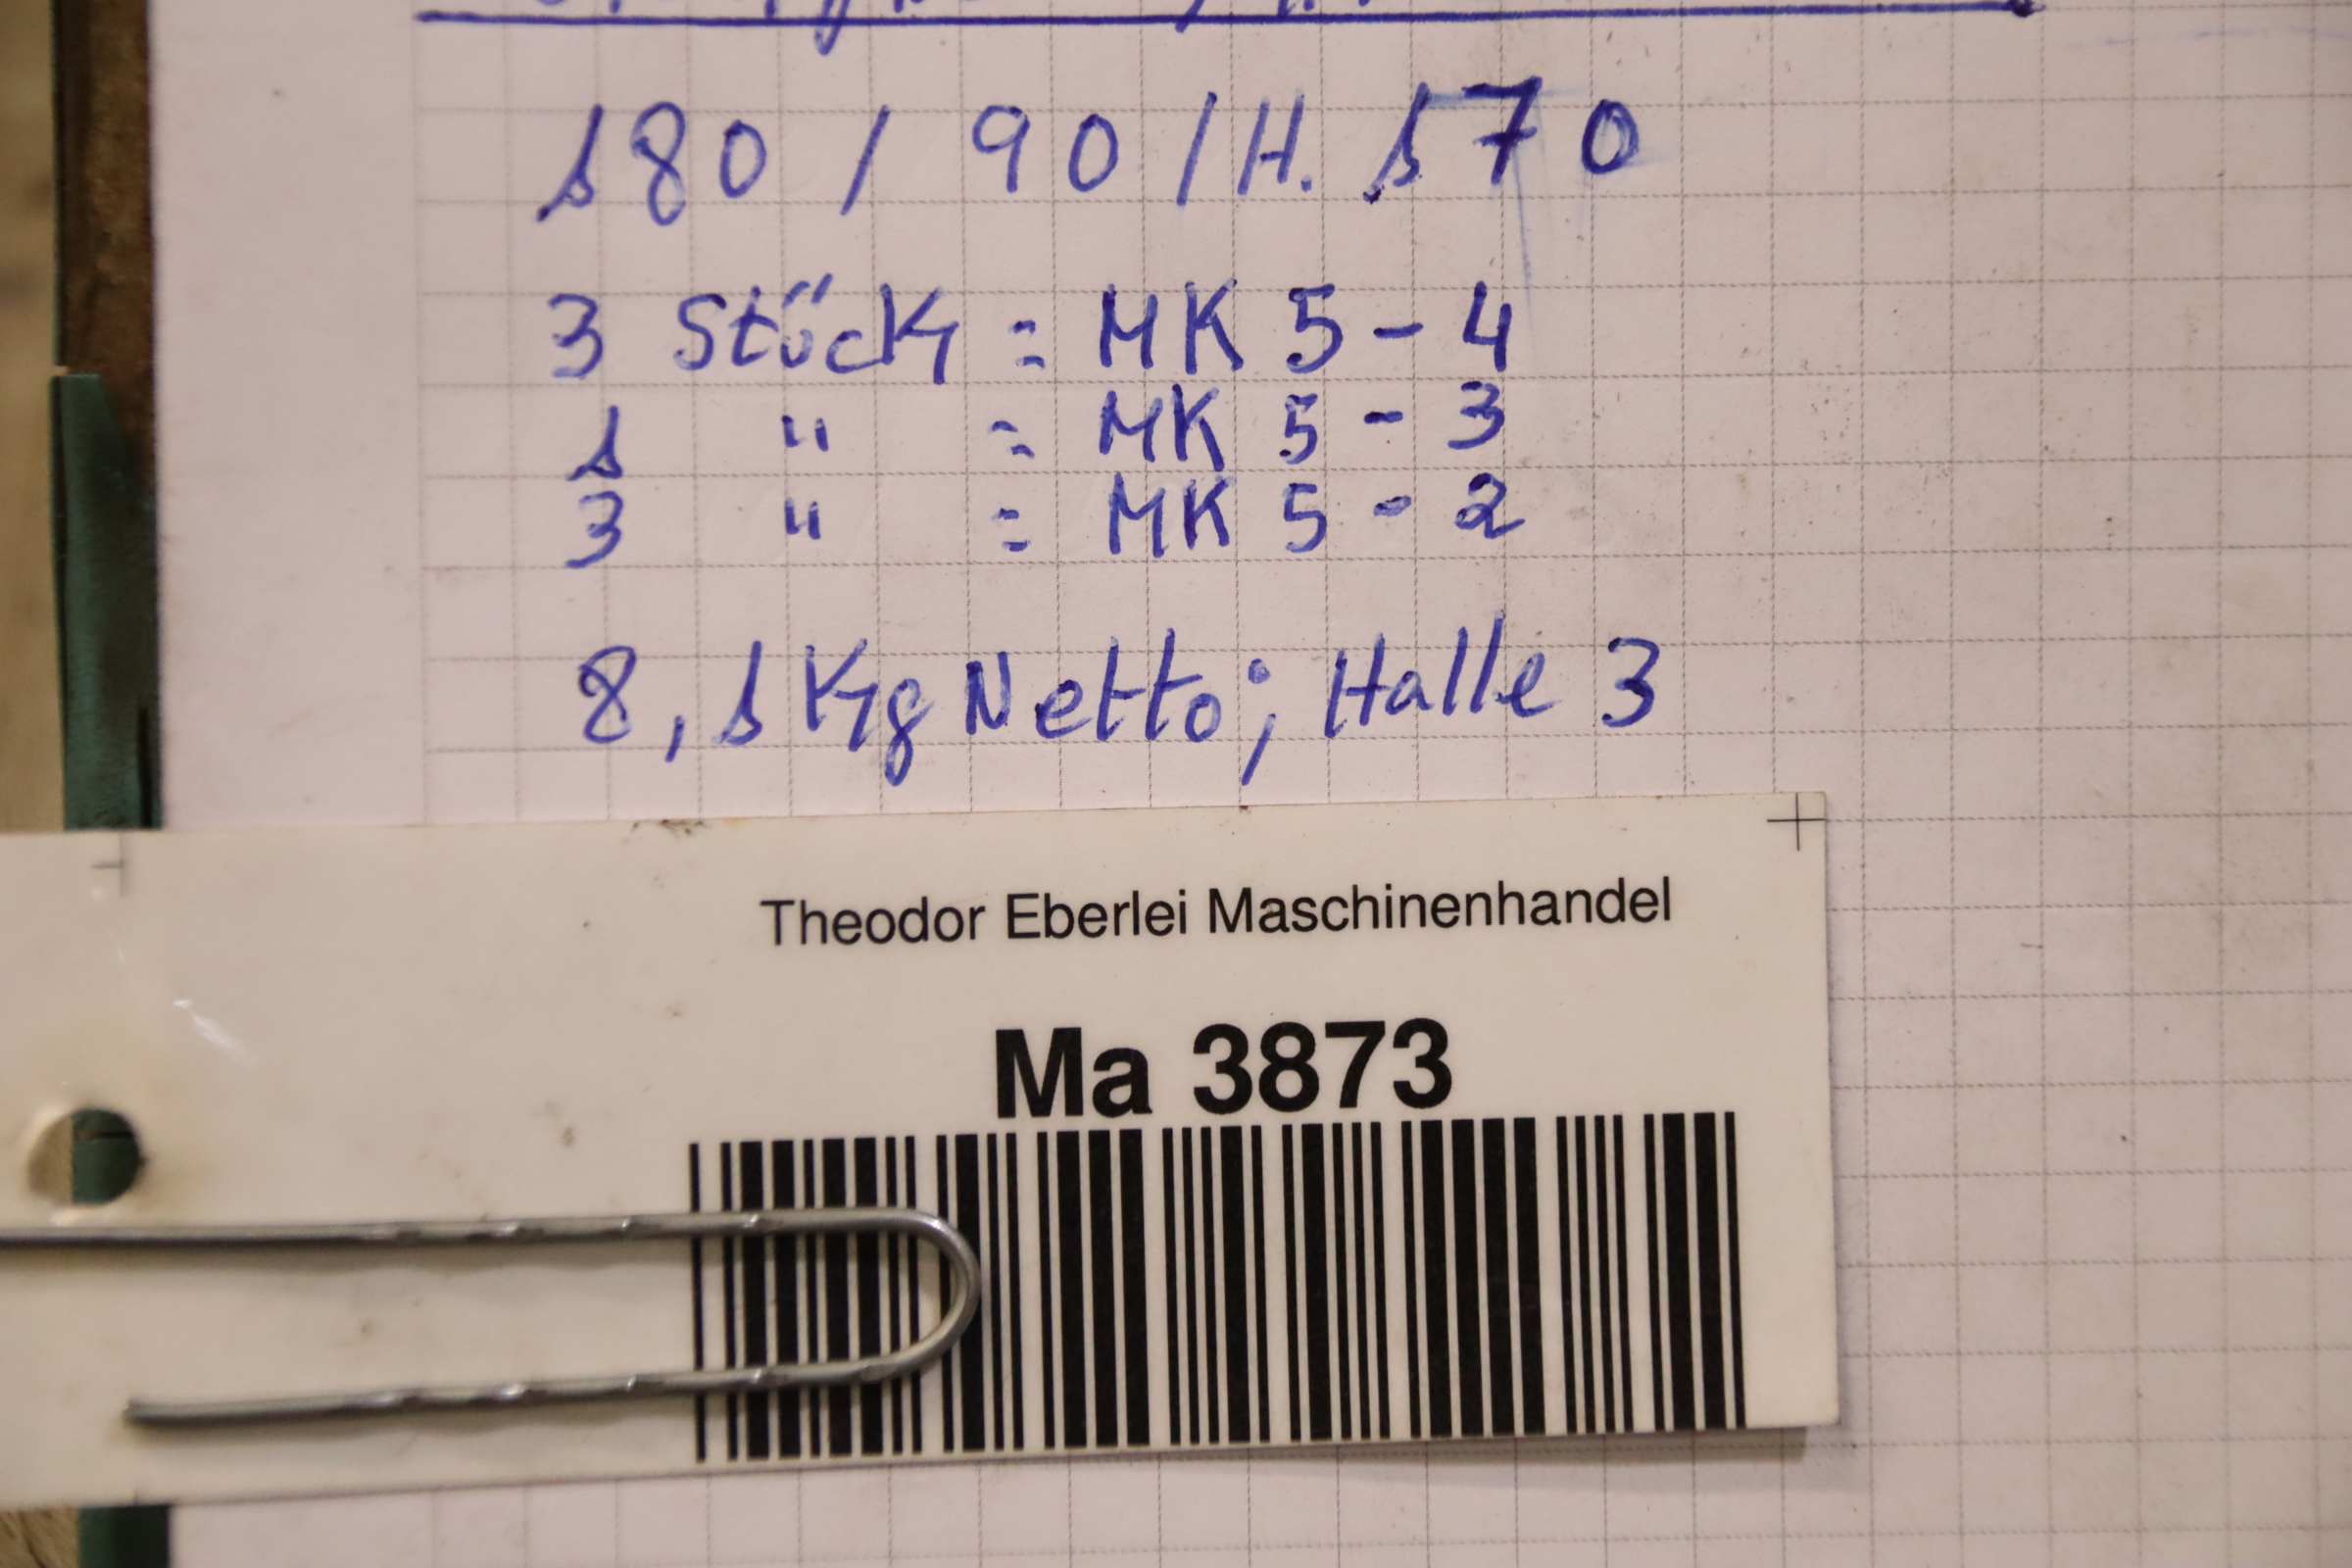 180 / 90 / H. 170
3 Stück = MK 5 - 4
1 " = MK 5 - 3
3 " = MK 5 - 2
8,1 Kg Netto; Halle 3
Theodor Eberlei Maschinenhandel
Ma 3873